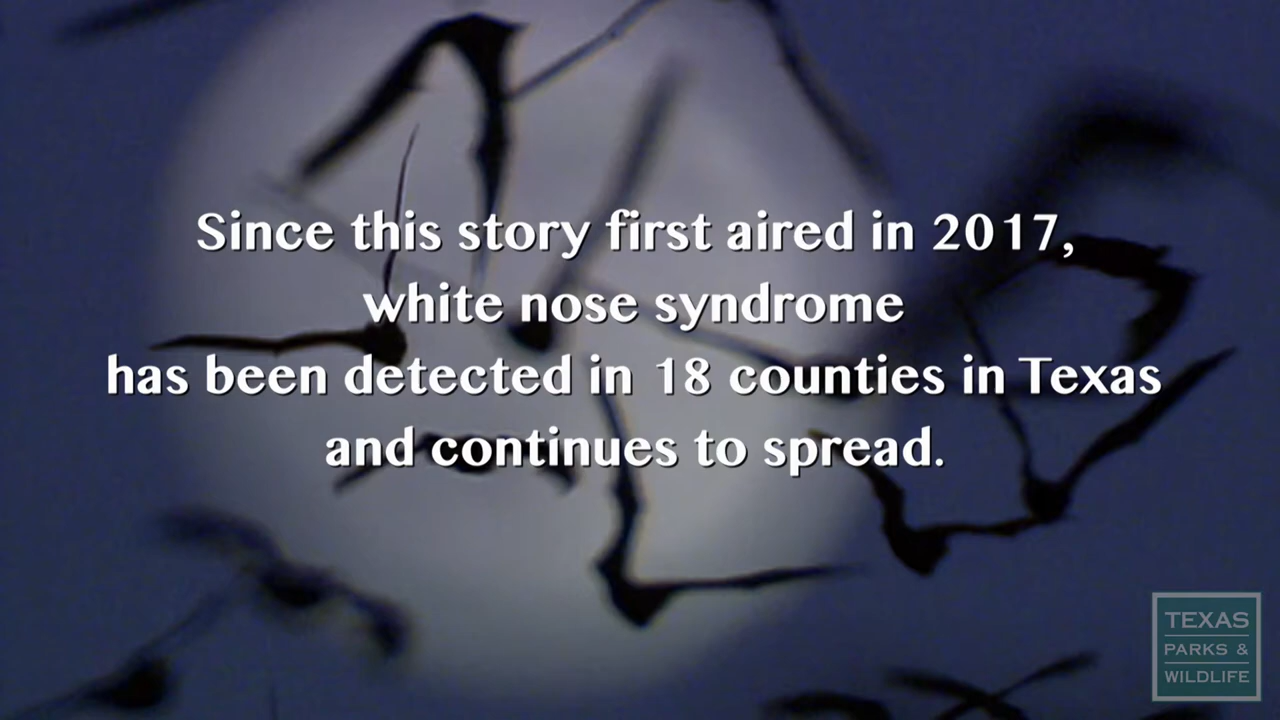 Since this story first aired in 2017,
white nose syndrome
has been detected in 18 counties in Texas
and continues to spread.
TEXAS
PARKS &
WILDLIFE